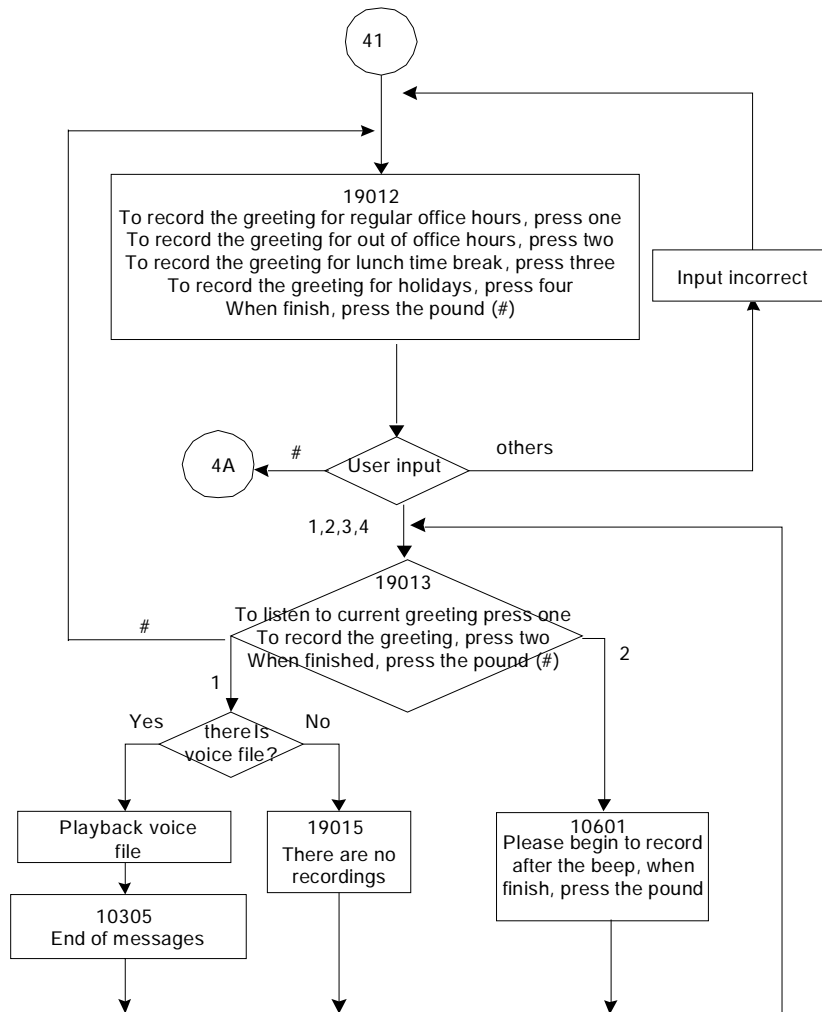 41
19012
To record the greeting for regular office hours, press one
To record the greeting for out of office hours, press two
To record the greeting for lunch time break, press three
To record the greeting for holidays, press four
When finish, press the pound (#)
Input incorrect
#
others
4A
User input
1,2,3,4
19013
To listen to current greeting press one
To record the greeting, press two
When finished, press the pound (#)
#
2
1
Yes
No
there Is
voice file?
Playback voice
file
19015
There are no
recordings
10601
Please begin to record
after the beep, when
finish, press the pound
10305
End of messages